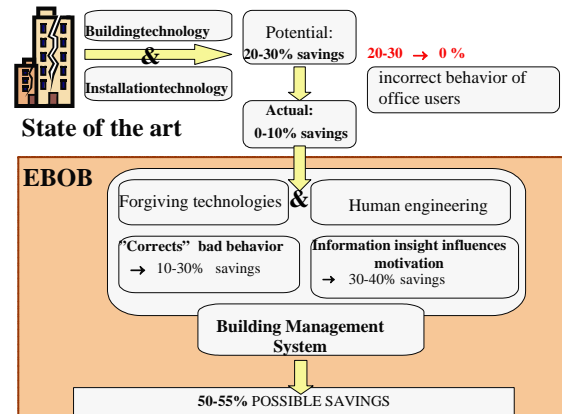 Buildingtechnology
&
Installationtechnology
State of the art
Potential:
20-30% savings
20-30 → 0 %
incorrect behavior of
office users
Actual:
0-10% savings
EBOB
Forgiving technologies
&
Human engineering
”Corrects” bad behavior
→ 10-30% savings
Information insight influences
motivation
→ 30-40% savings
Building Management
System
50-55% POSSIBLE SAVINGS